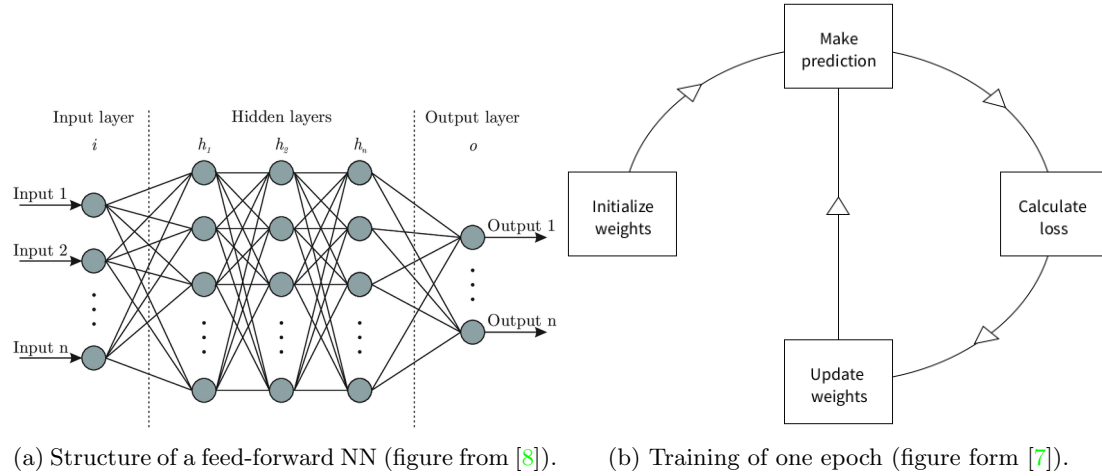 Input layer
i
Hidden layers
h1 h2 hn
Output layer
o
Input 1
Input 2
Input n
Output 1
Output n
(a) Structure of a feed-forward NN (figure from [8]).
Make
prediction
Initialize
weights
Calculate
loss
Update
weights
(b) Training of one epoch (figure form [7]).